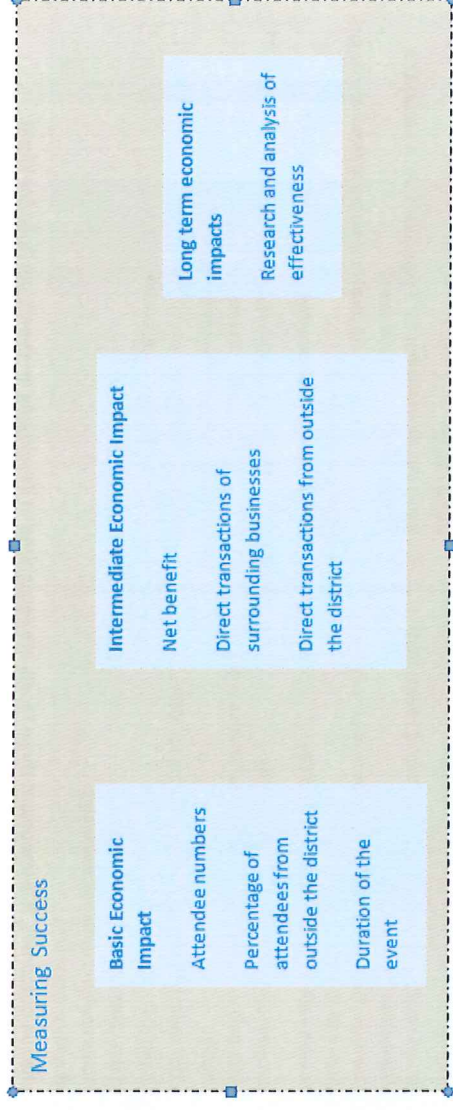 Measuring Success
Basic Economic
Impact
Attendee numbers
Percentage of
attendees from
outside the district
Duration of the
event
Intermediate Economic Impact
Net benefit
Direct transactions of
surrounding businesses
Direct transactions from outside
the district
Long term economic
impacts
Research and analysis of
effectiveness